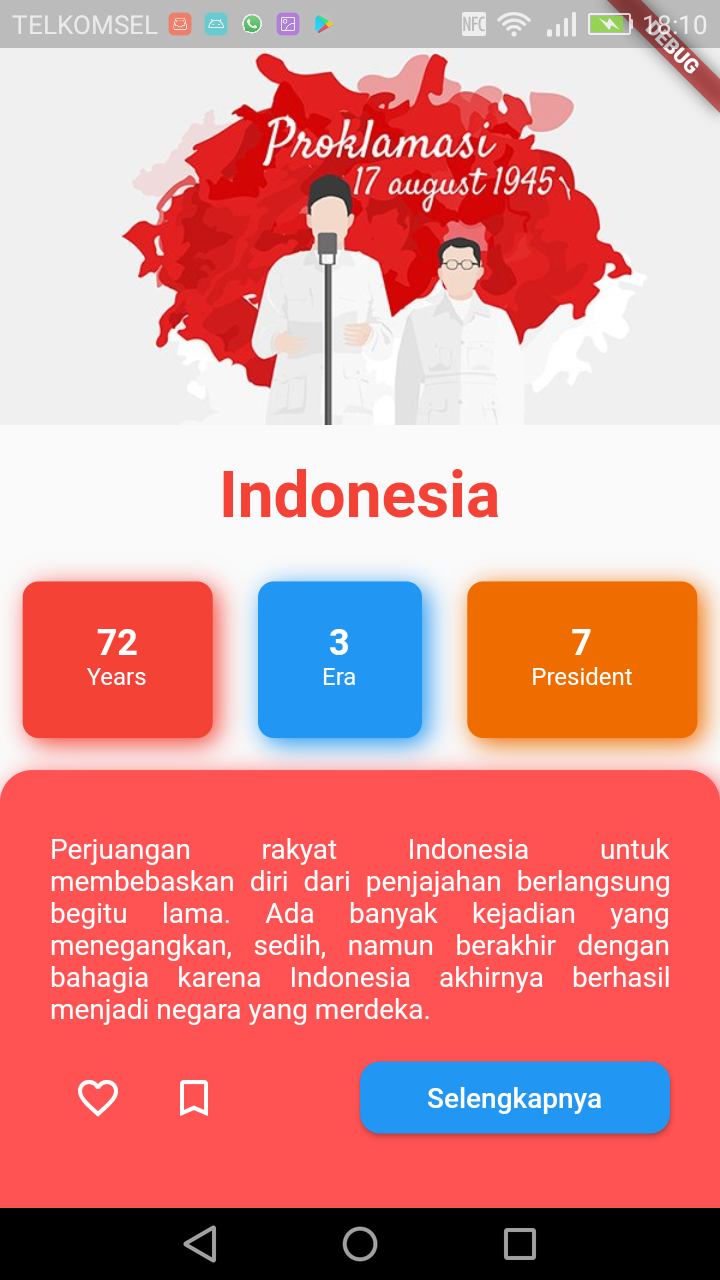 TELKOMSEL NFC 18:10
DEBUG
Proklamasi
17 august 1945
Indonesia
72 3 7
Years Era President
Perjuangan rakyat Indonesia untuk
membebaskan diri dari penjajahan berlangsung
begitu lama. Ada banyak kejadian yang
menegangkan, sedih, namun berakhir dengan
bahagia karena Indonesia akhirnya berhasil
menjadi negara yang merdeka.
Selengkapnya